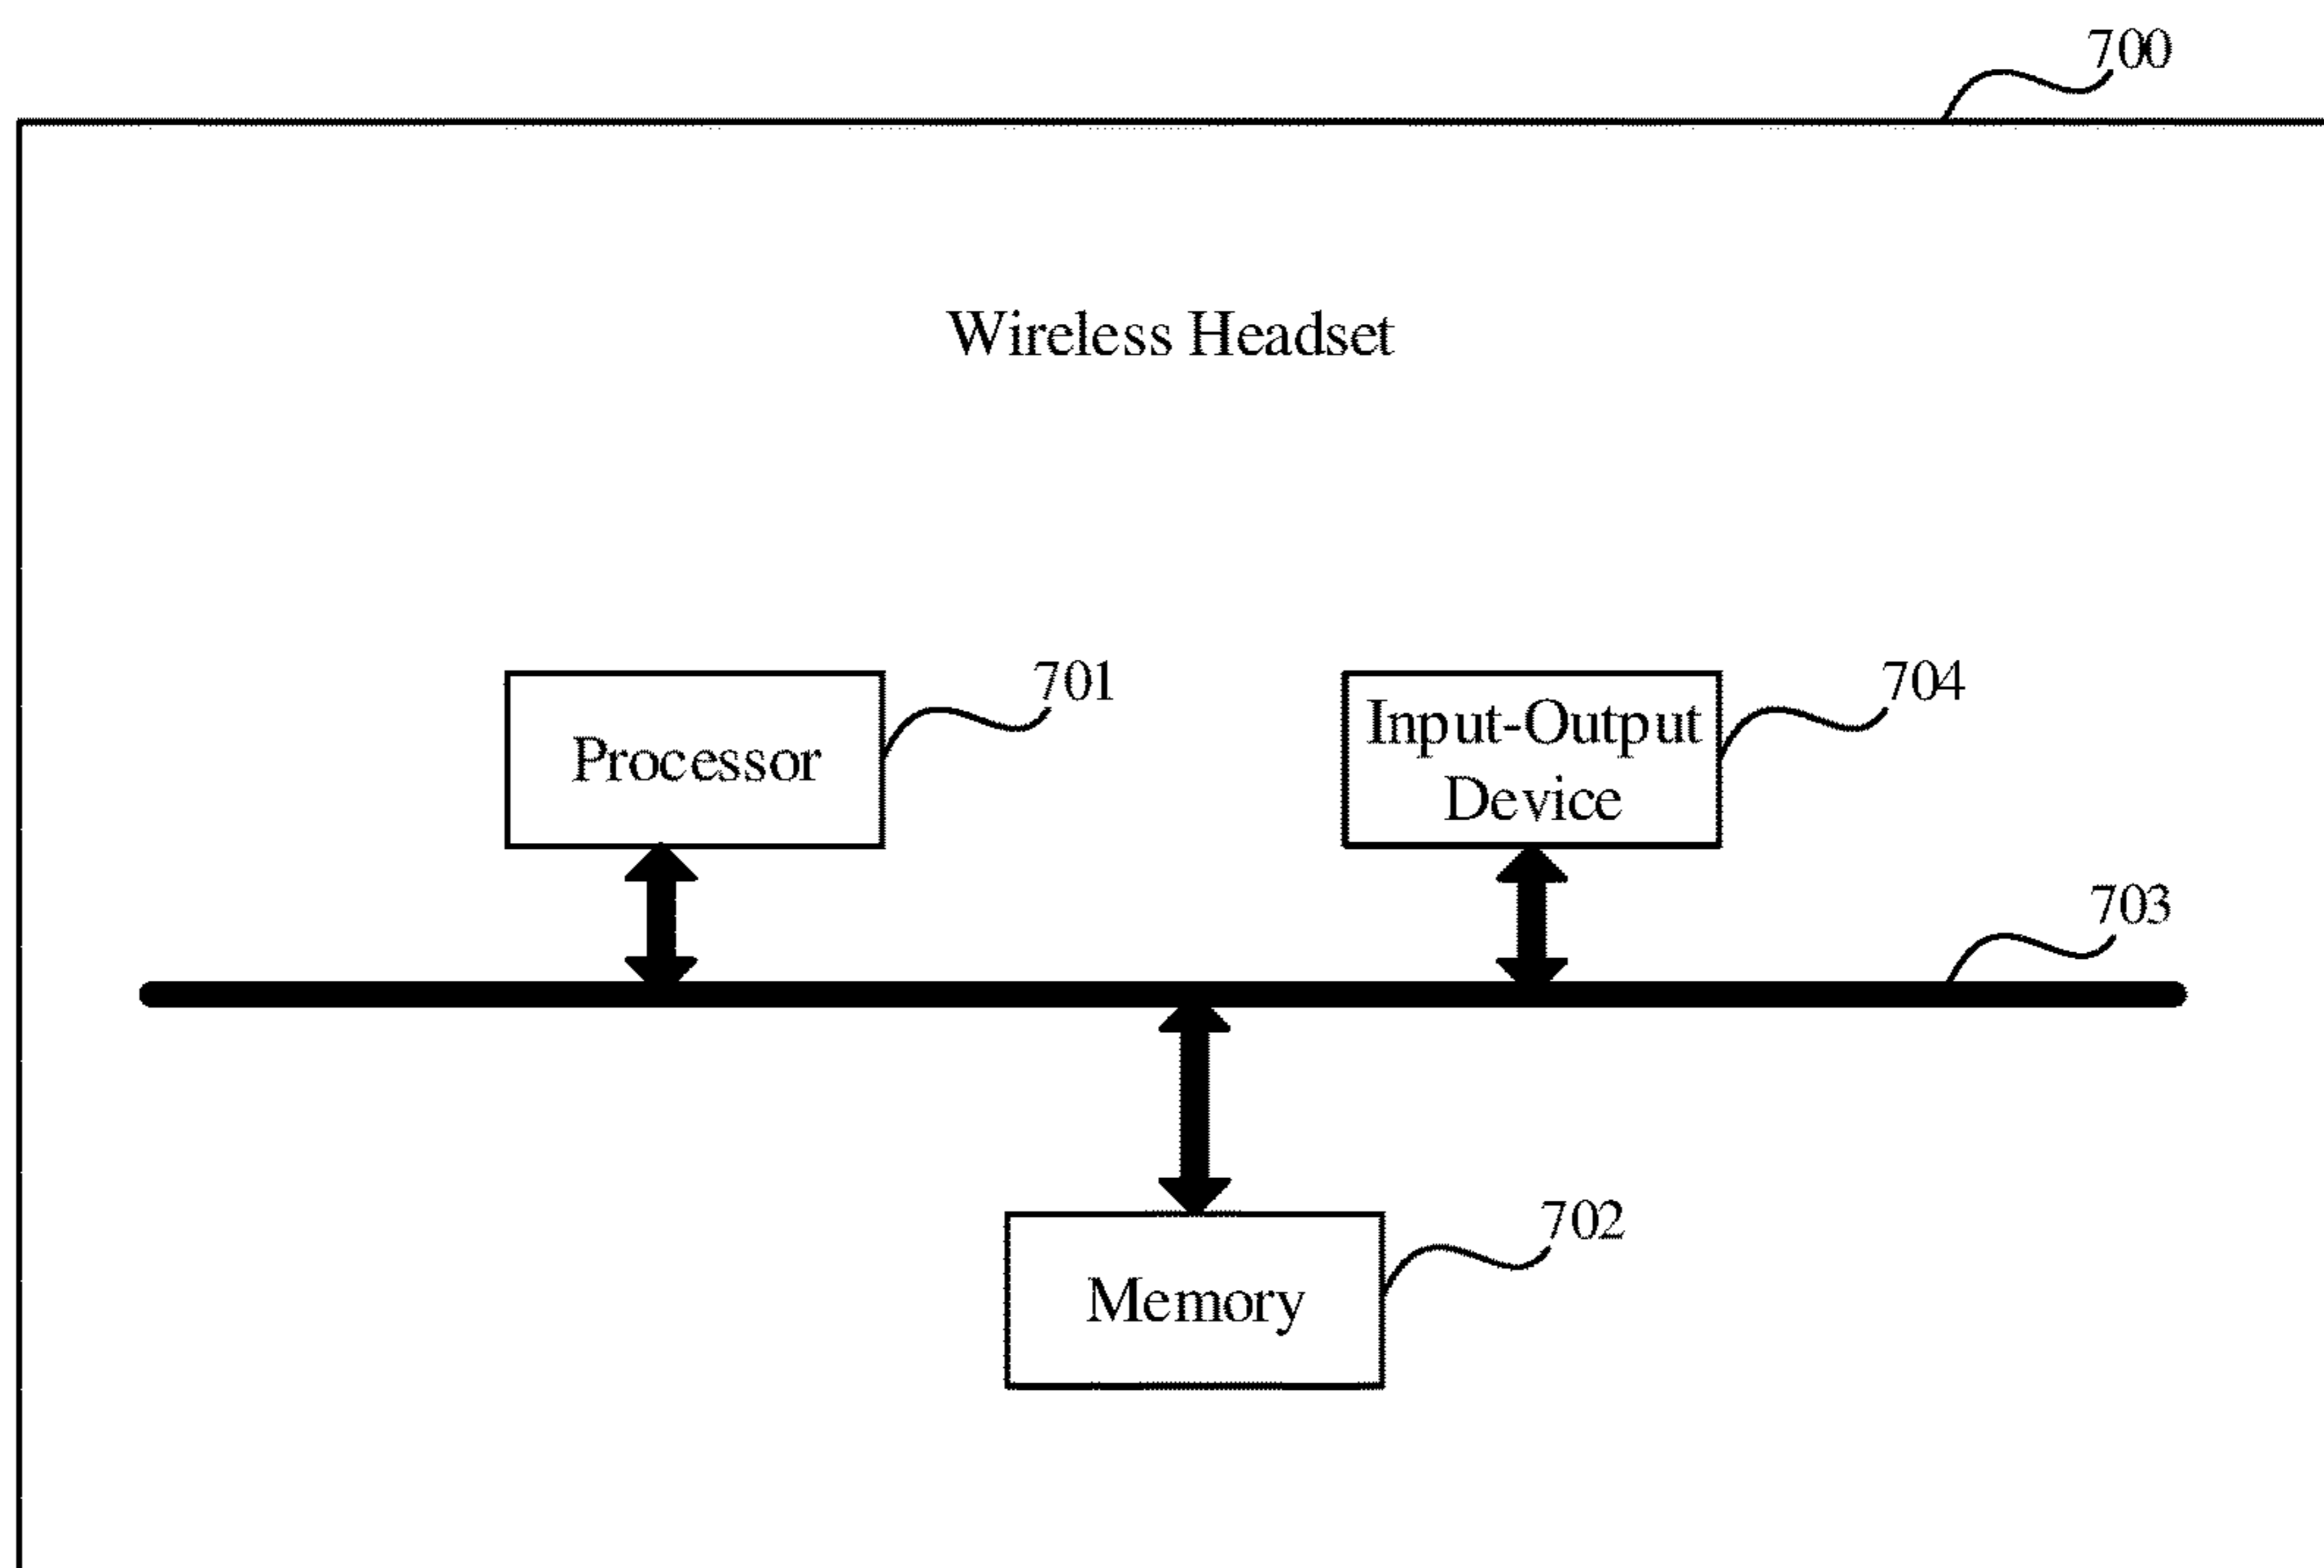 700
Wireless Headset
701
704
Processor
Input-Output
Device
703
702
Memory